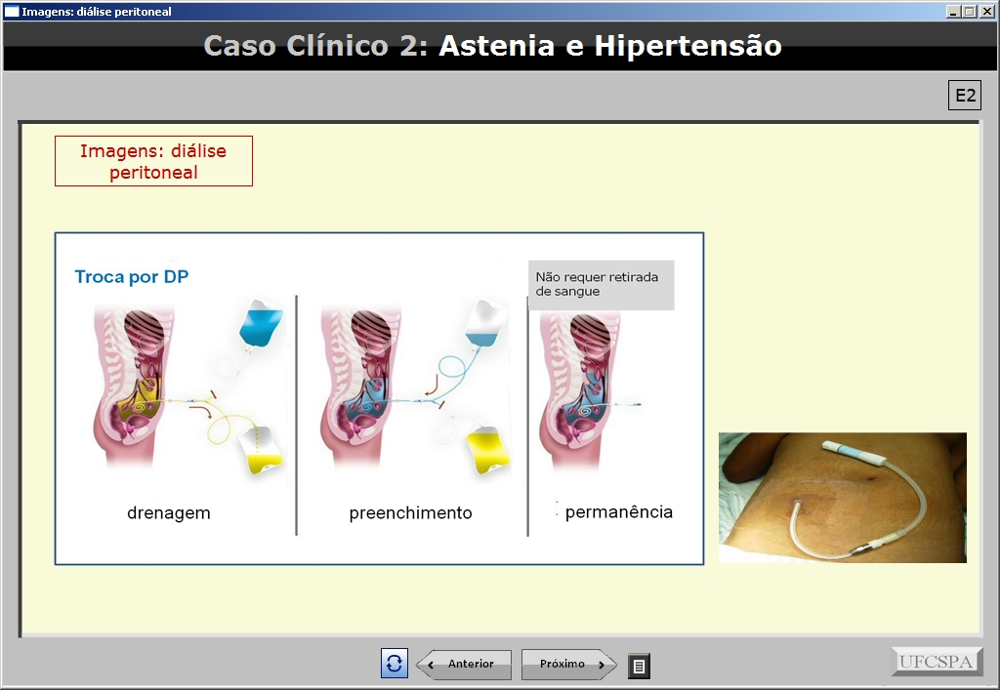 Imagens: diálise peritoneal
Caso Clínico 2: Astenia e Hipertensão
E2
Imagens: diálise
peritoneal
Troca por DP
Não requer retirada
de sangue
drenagem
preenchimento
permanência
Anterior
Próximo
UFCSPA